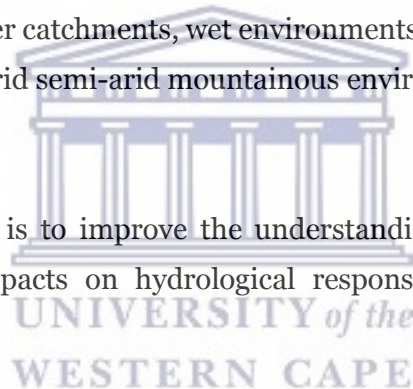 er catchments, wet environments
rid semi-arid mountainous envir
is to improve the understandi
pacts on hydrological respons
UNIVERSITY of the
WESTERN CAPE